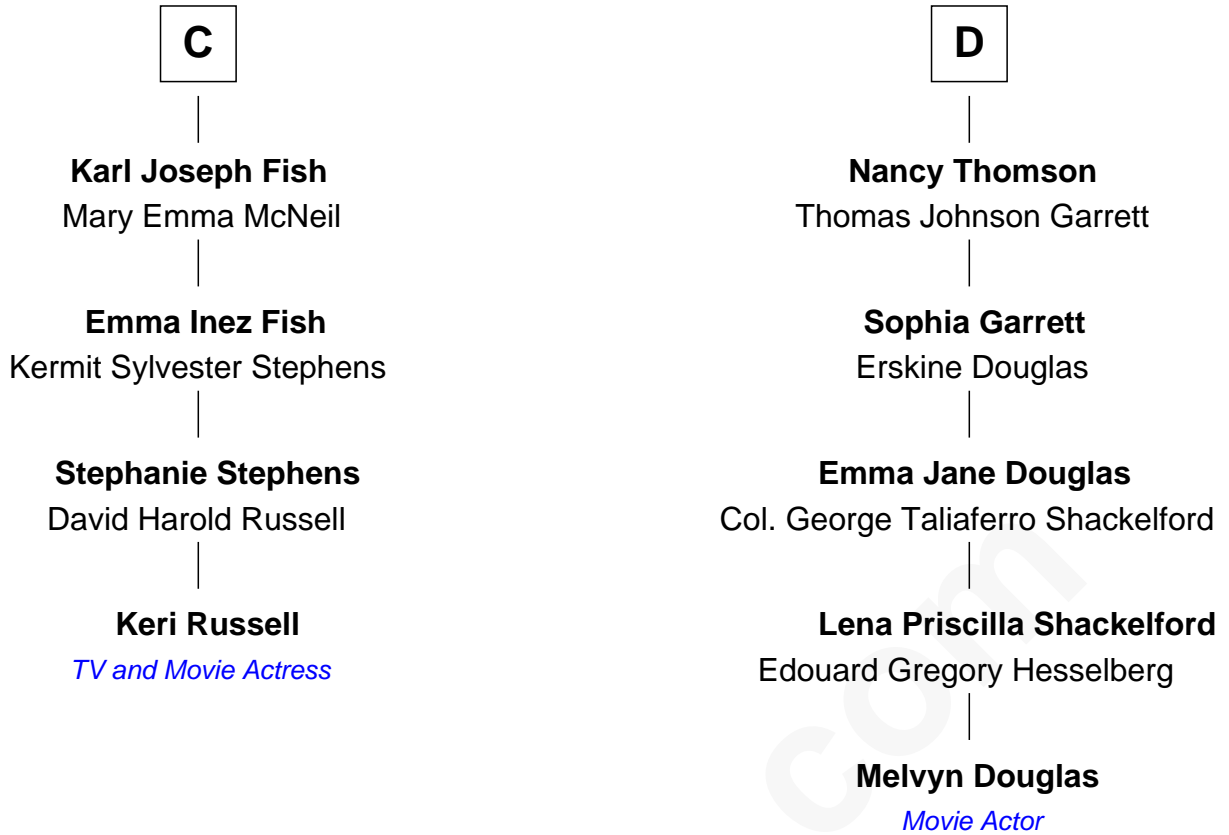 C
Karl Joseph Fish
Mary Emma McNeil
Emma Inez Fish
Kermit Sylvester Stephens
Stephanie Stephens
David Harold Russell
Keri Russell
TV and Movie Actress
D
Nancy Thomson
Thomas Johnson Garrett
Sophia Garrett
Erskine Douglas
Emma Jane Douglas
Col. George Taliaferro Shackelford
Lena Priscilla Shackelford
Edouard Gregory Hesselberg
Melvyn Douglas
Movie Actor
com